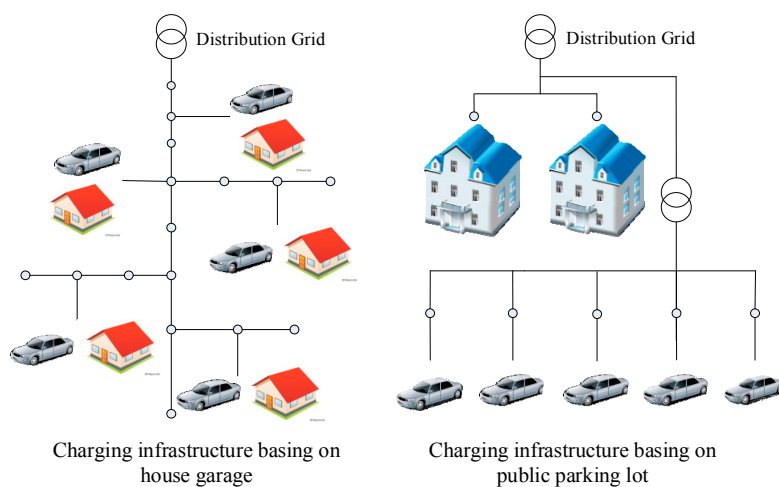 Distribution Grid
Distribution Grid
Charging infrastructure basing on
house garage
Charging infrastructure basing on
public parking lot